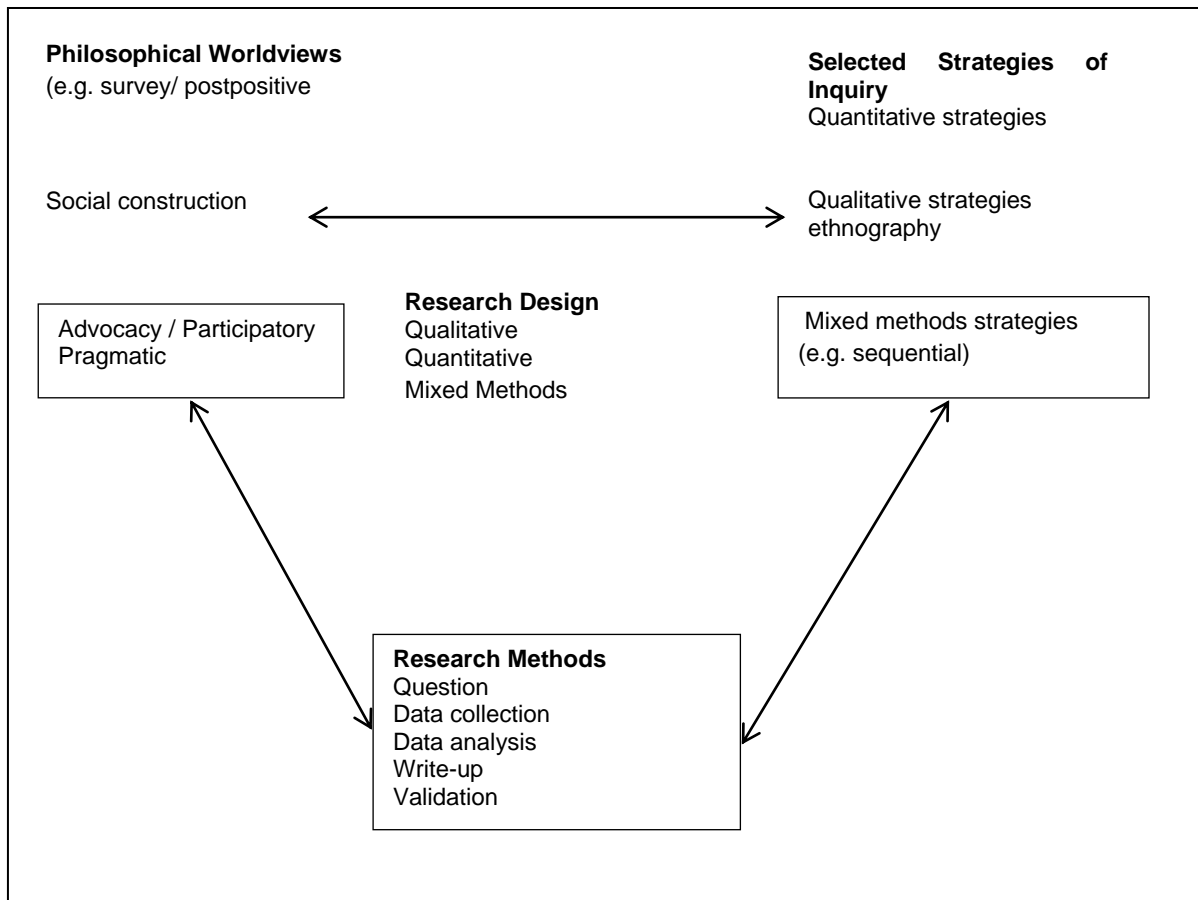 Philosophical Worldviews
(e.g. survey/ postpositive
Selected Strategies of
Inquiry
Quantitative strategies
Social construction
Qualitative strategies
ethnography
Advocacy / Participatory
Pragmatic
Research Design
Qualitative
Quantitative
Mixed Methods
Mixed methods strategies
(e.g. sequential)
Research Methods
Question
Data collection
Data analysis
Write-up
Validation